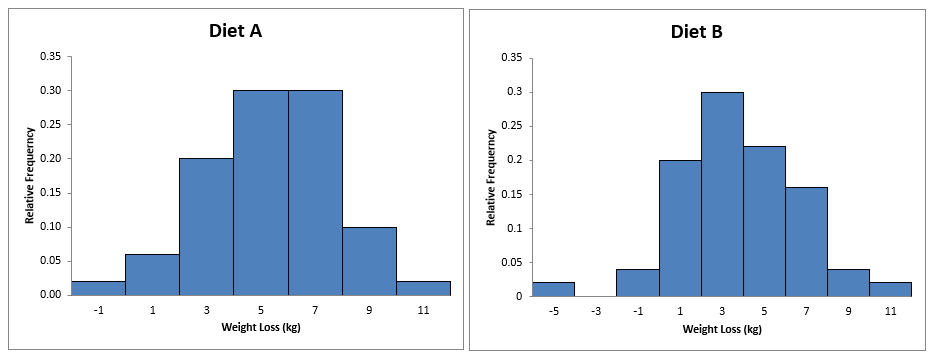 Diet A
0.35
0.30
0.25
0.20
0.15
0.10
0.05
0.00
Relative Frequerncy
-1 1 3 5 7 9 11
Weight Loss (kg)
Diet B
0.35
0.3
0.25
0.2
0.15
0.1
0.05
0
Relative Frequerncy
-5 -3 -1 1 3 5 7 9 11
Weight Loss (kg)